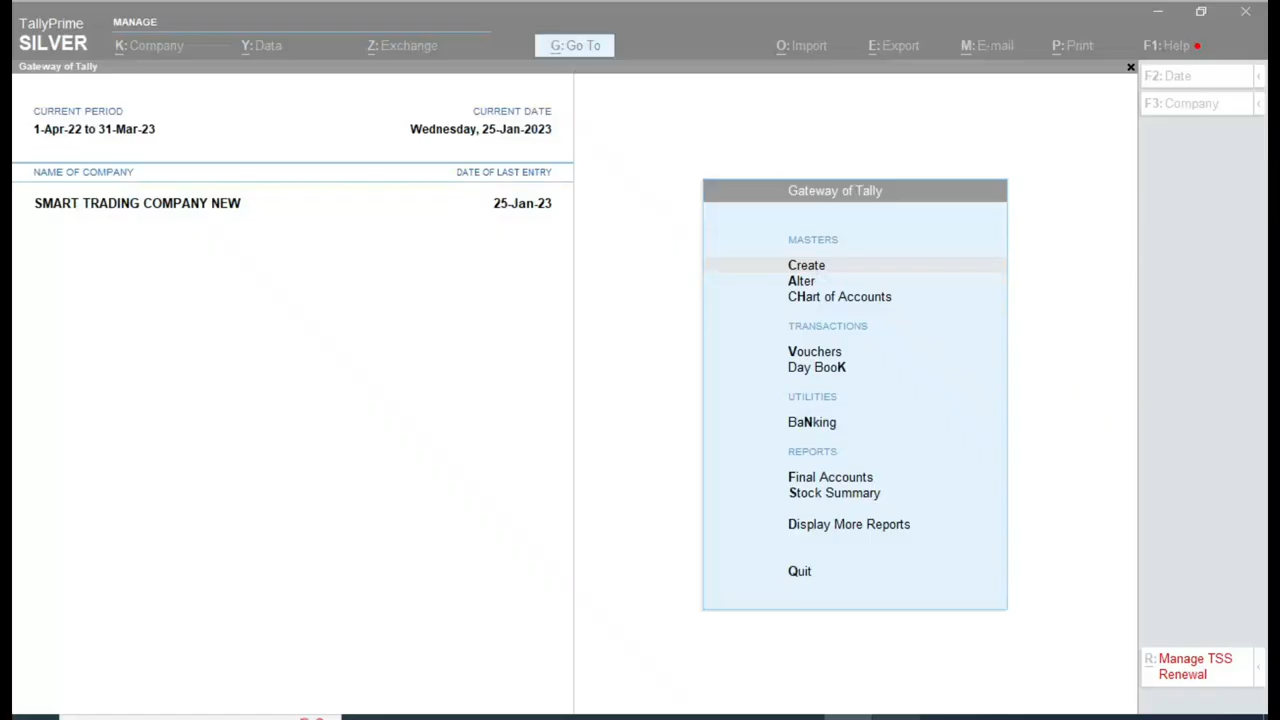 TallyPrime
MANAGE
SILVER
K: Company
Y: Data
Z: Exchange
G: Go To
O: Import
E: Export
M: E-mail
P: Print
F1: Help
Gateway of Tally
F2: Date
F3: Company
CURRENT PERIOD
CURRENT DATE
1-Apr-22 to 31-Mar-23
Wednesday, 25-Jan-2023
NAME OF COMPANY
DATE OF LAST ENTRY
SMART TRADING COMPANY NEW
25-Jan-23
Gateway of Tally
MASTERS
Create
Alter
CHart of Accounts
TRANSACTIONS
Vouchers
Day BooK
UTILITIES
BaNking
REPORTS
Final Accounts
Stock Summary
Display More Reports
Quit
R: Manage TSS
Renewal